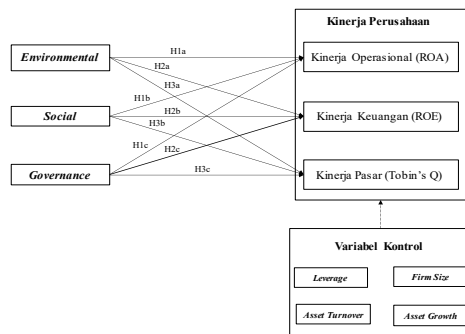 Kinerja Perusahaan
Environmental
H1a
Kinerja Operasional (ROA)
H2a
H3a
H1b
Social
H2b
Kinerja Keuangan (ROE)
H3b
H2c
H1c
Governance
H3c
Kinerja Pasar (Tobin's Q)
Variabel Kontrol
Leverage
Firm Size
Asset Turnover
Asset Growth